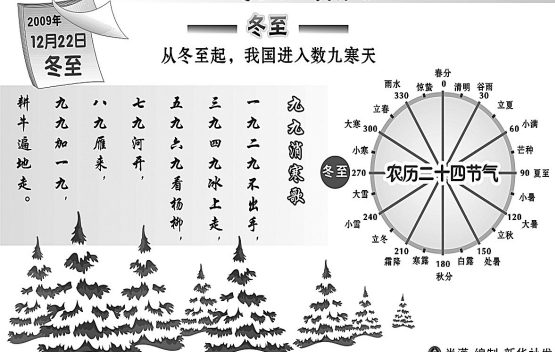 2009年
12月22日
冬至
冬至
从冬至起，我国进入数九寒天
九九消寒歌
一九二九不出手，
三九四九冰上走，
五九六九看杨柳，
七九河开，
八九雁来，
九九加一九，
耕牛遍地走。
春分
0
清明
谷雨
30
立夏
60
小满
芒种
90 夏至
小暑
大暑
120
立秋
150
处暑
白露
180
秋分
寒露
210
霜降
立冬
240
小雪
大雪
冬至
270
小寒
大寒
300
立春
330
雨水
惊蛰
农历二十四节气
编制 新华社发